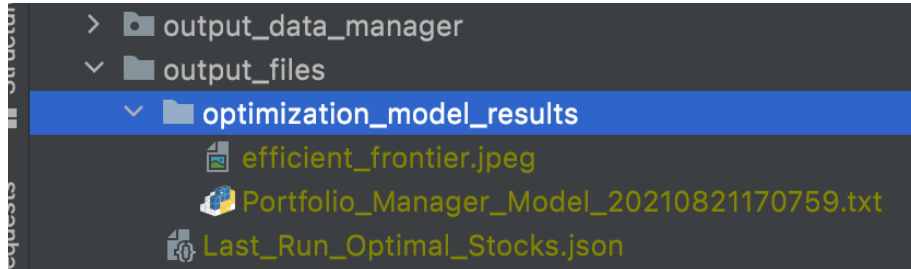 output_data_manager
output_files
optimization_model_results
efficient_frontier.jpeg
Portfolio_Manager_Model_20210821170759.txt
Last_Run_Optimal_Stocks.json